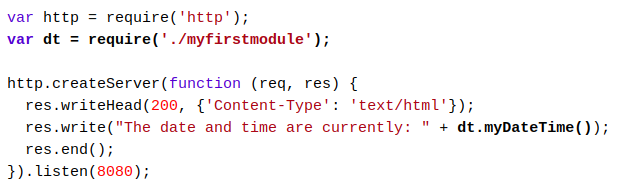 var http = require('http');
var dt = require('./myfirstmodule');
http.createServer(function (req, res) {
  res.writeHead(200, {'Content-Type': 'text/html'});
  res.write("The date and time are currently: " + dt.myDateTime());
  res.end();
}).listen(8080);